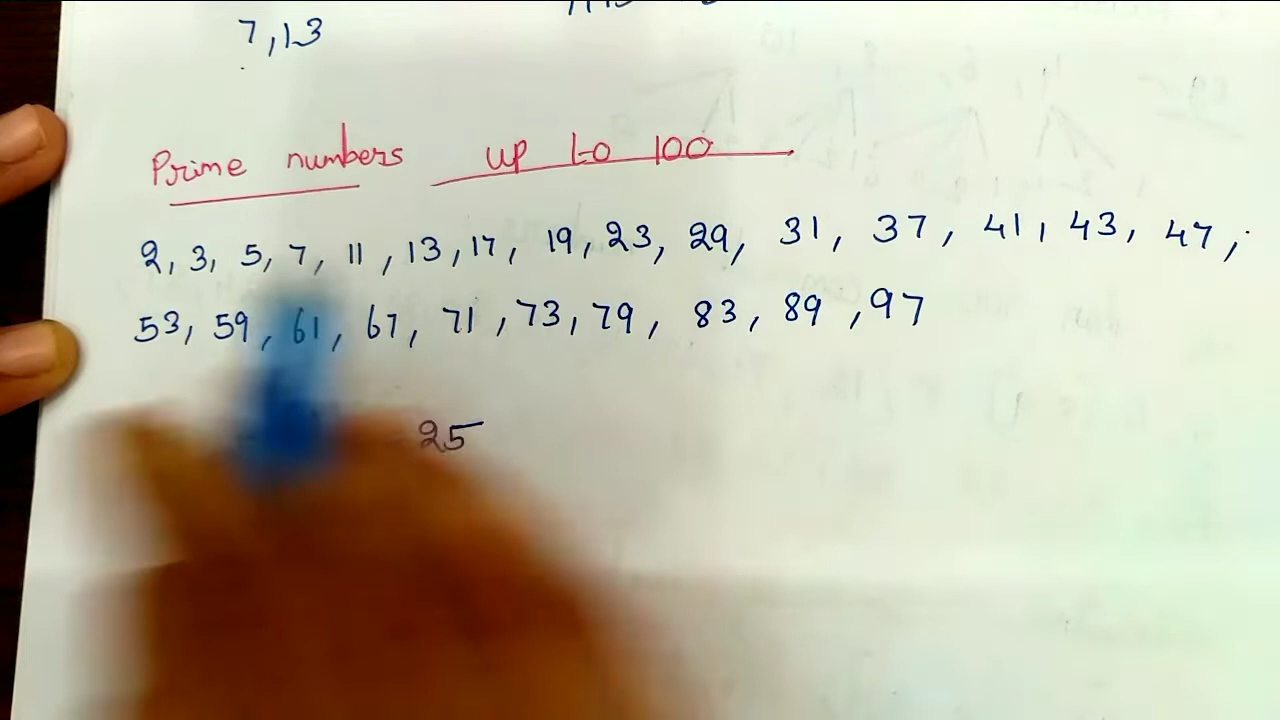 7,13
Prime numbers up to 100
2, 3, 5, 7, 11, 13, 17, 19, 23, 29, 31, 37, 41, 43, 47,
53, 59, 61, 67, 71, 73, 79, 83, 89, 97
25